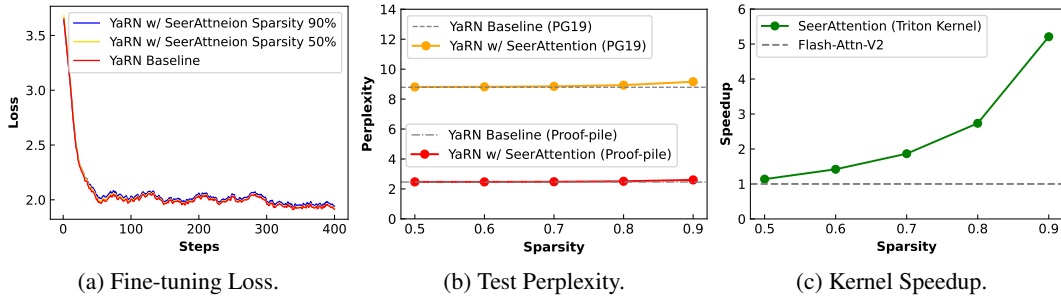 YaRN w/ SeerAttneion Sparsity 90%
YaRN w/ SeerAttneion Sparsity 50%
YaRN Baseline
3.5
3.0
2.5
2.0
Loss
0
100
200
300
400
Steps
(a) Fine-tuning Loss.
YaRN Baseline (PG19)
YaRN w/ SeerAttention (PG19)
YaRN Baseline (Proof-pile)
YaRN w/ SeerAttention (Proof-pile)
14
12
10
8
6
4
2
0
Perplexity
0.5
0.6
0.7
0.8
0.9
Sparsity
(b) Test Perplexity.
SeerAttention (Triton Kernel)
Flash-Attn-V2
6
5
4
3
2
1
0
Speedup
0.5
0.6
0.7
0.8
0.9
Sparsity
(c) Kernel Speedup.